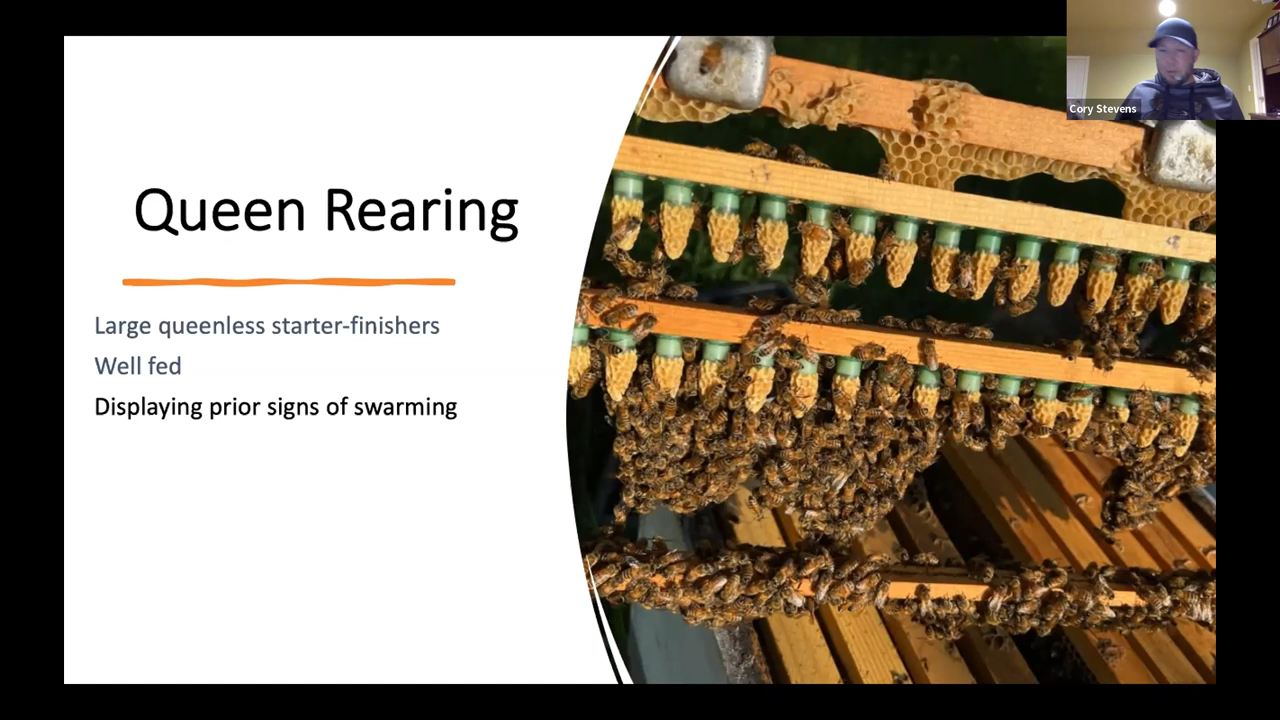 Cory Stevens
Queen Rearing
Large queenless starter-finishers
Well fed
Displaying prior signs of swarming